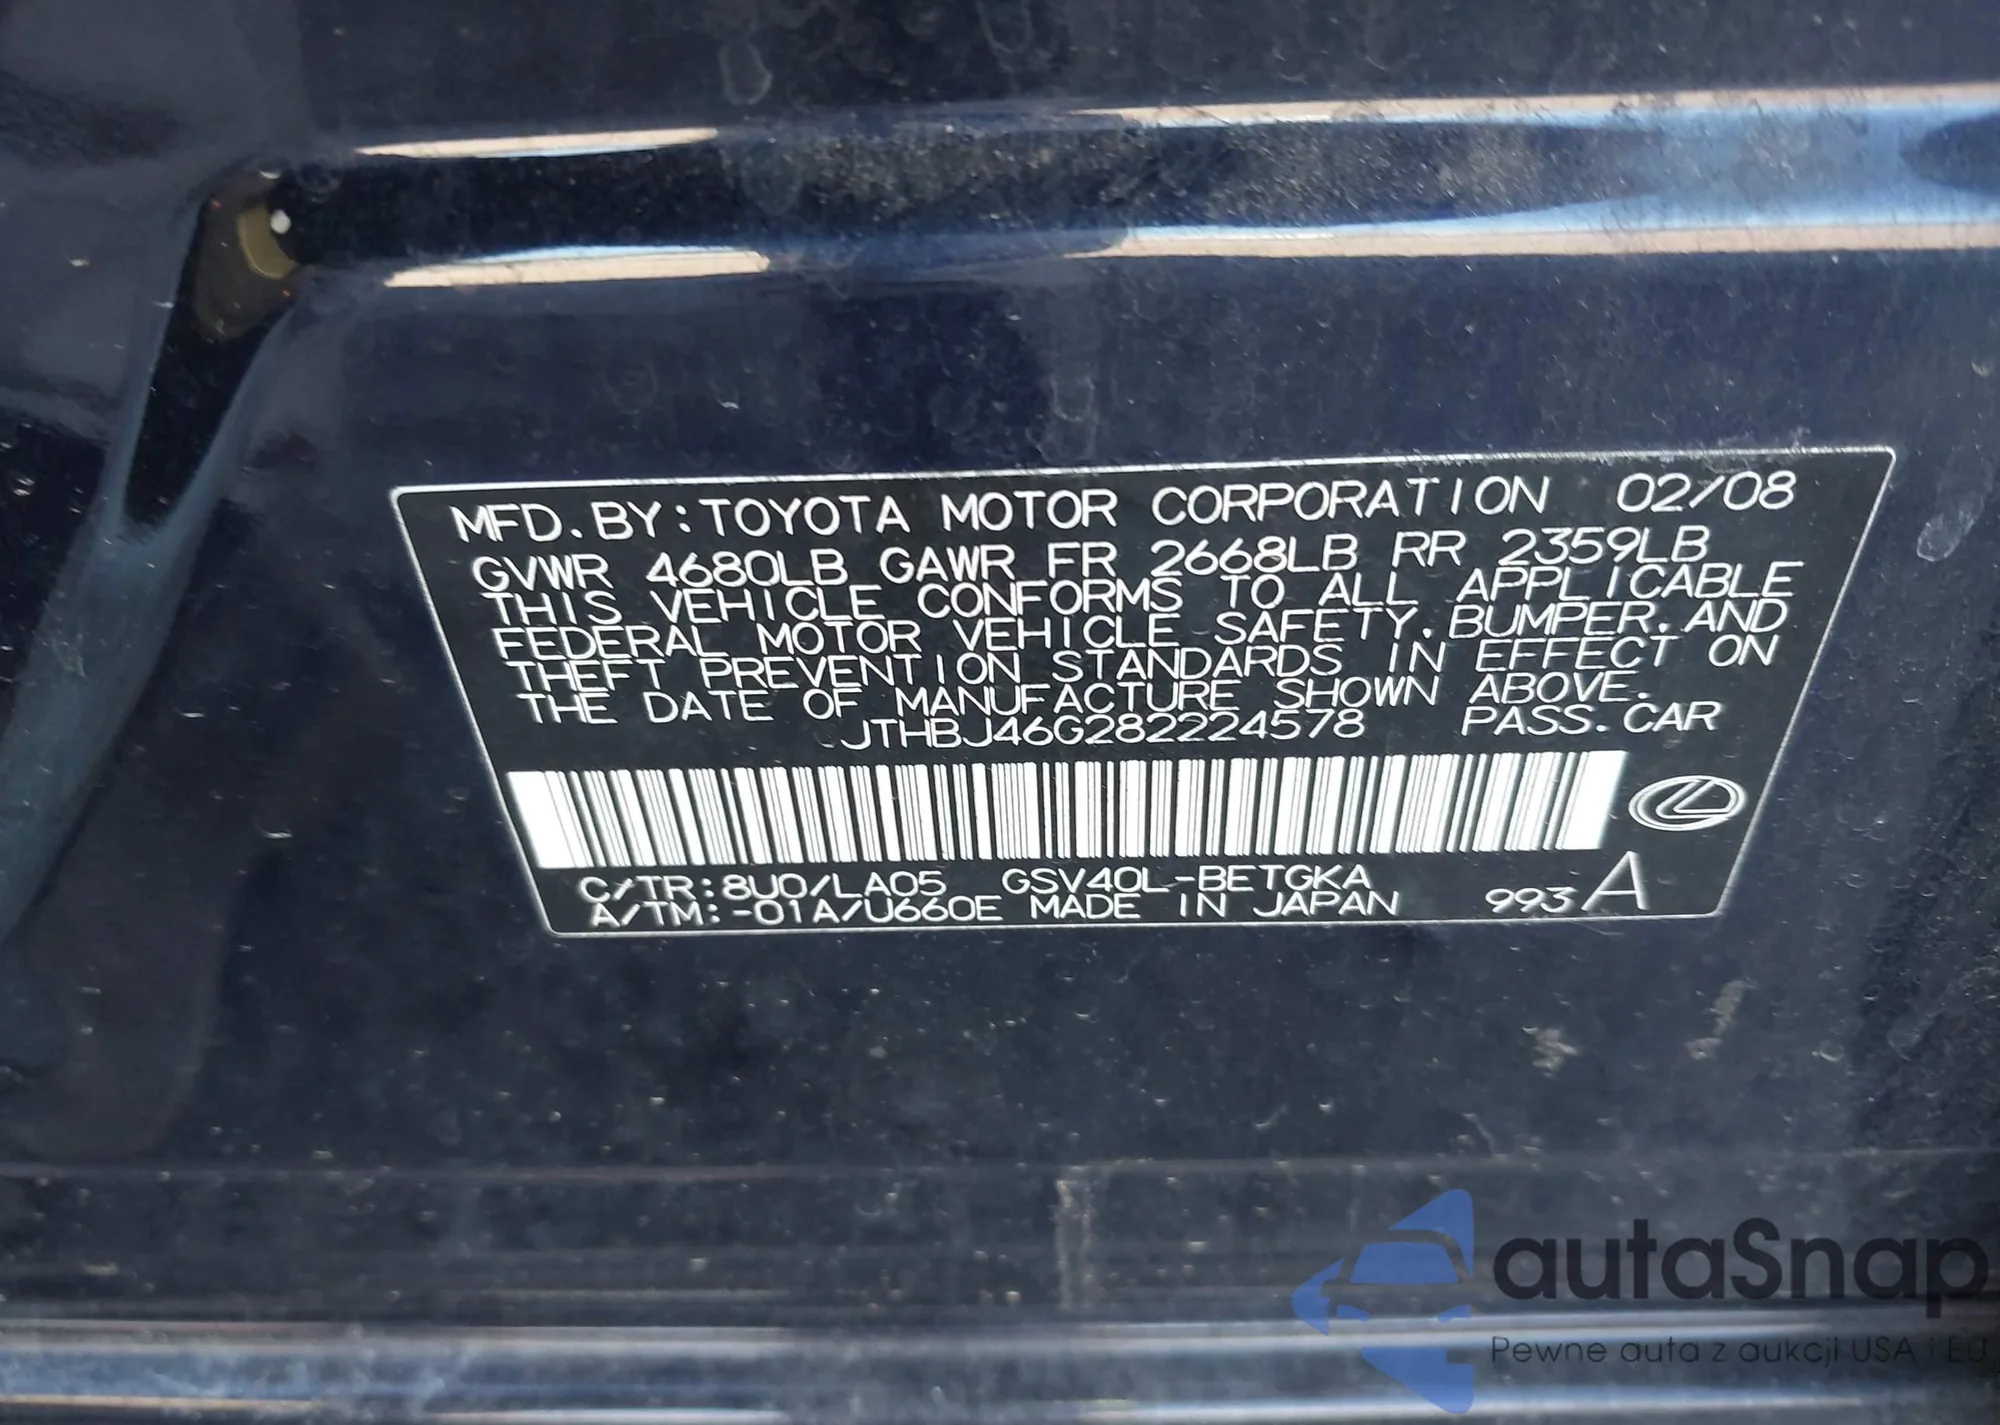 MFD. BY: TOYOTA MOTOR CORPORATION 02/08
GVWR 4680LB GAWR FR 2668LB RR 2359LB
THIS VEHICLE CONFORMS TO ALL APPLICABLE
FEDERAL MOTOR VEHICLE SAFETY, BUMPER, AND
THEFT PREVENTION STANDARDS IN EFFECT ON
THE DATE OF MANUFACTURE SHOWN ABOVE.
JTHBJ46G282224578 PASS. CAR
C/TR: 8U0/LA05 GSV40L-BETGKA
A/TM: -01A/U660E MADE IN JAPAN 993 A
autaSnap
Pewne auta z aukcji USA i EU